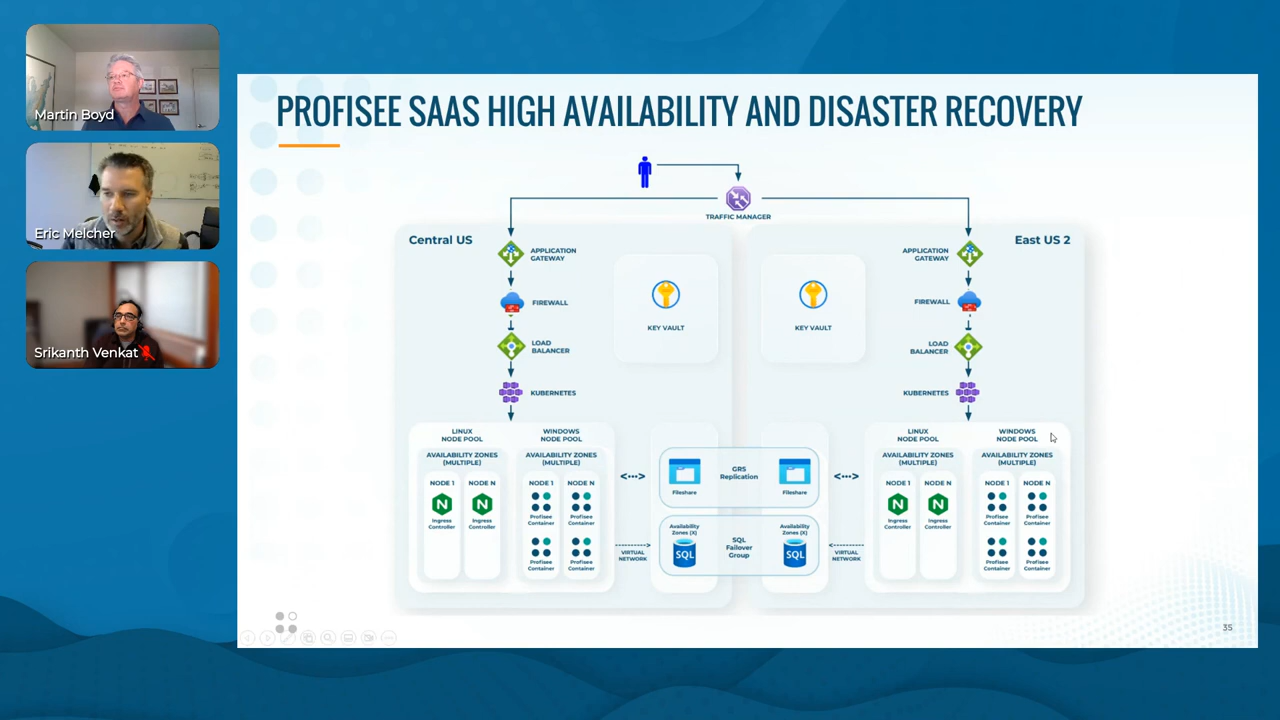 Martin Boyd
Eric Melcher
Srikanth Venkat
PROFISEE SAAS HIGH AVAILABILITY AND DISASTER RECOVERY
TRAFFIC MANAGER
Central US
East US 2
APPLICATION
GATEWAY
FIREWALL
LOAD
BALANCER
KUBERNETES
KEY VAULT
KEY VAULT
APPLICATION
GATEWAY
FIREWALL
LOAD
BALANCER
KUBERNETES
LINUX
NODE POOL
AVAILABILITY ZONES
(MULTIPLE)
NODE 1
NODE N
N
N
Ingress
Controller
Ingress
Controller
WINDOWS
NODE POOL
AVAILABILITY ZONES
(MULTIPLE)
NODE 1
NODE N
Profisee
Container
Profisee
Container
Profisee
Container
Profisee
Container
<···>
VIRTUAL
NETWORK
Fileshare
GRS
Replication
Fileshare
Availability
Zones (X)
SQL
SQL
Failover
Group
Availability
Zones (X)
SQL
<···>
VIRTUAL
NETWORK
LINUX
NODE POOL
AVAILABILITY ZONES
(MULTIPLE)
NODE 1
NODE N
N
N
Ingress
Controller
Ingress
Controller
WINDOWS
NODE POOL
AVAILABILITY ZONES
(MULTIPLE)
NODE 1
NODE N
Profisee
Container
Profisee
Container
Profisee
Container
Profisee
Container
35